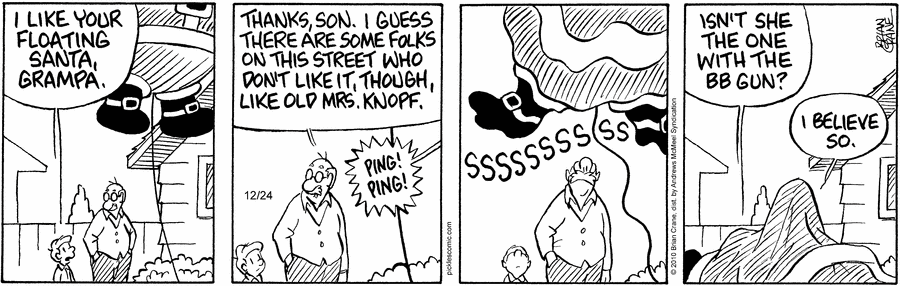 I LIKE YOUR
FLOATING
SANTA,
GRAMPA.
THANKS, SON. I GUESS
THERE ARE SOME FOLKS
ON THIS STREET WHO
DON'T LIKE IT, THOUGH,
LIKE OLD MRS. KNOPF.
PING!
PING!
12/24
picklescomic.com
SSSSSSSSS SS
© 2010 Brian Crane, dist. by Andrews McMeel Syndication
ISN'T SHE
THE ONE
WITH THE
BB GUN?
BRIAN
CRANE
I BELIEVE
SO.